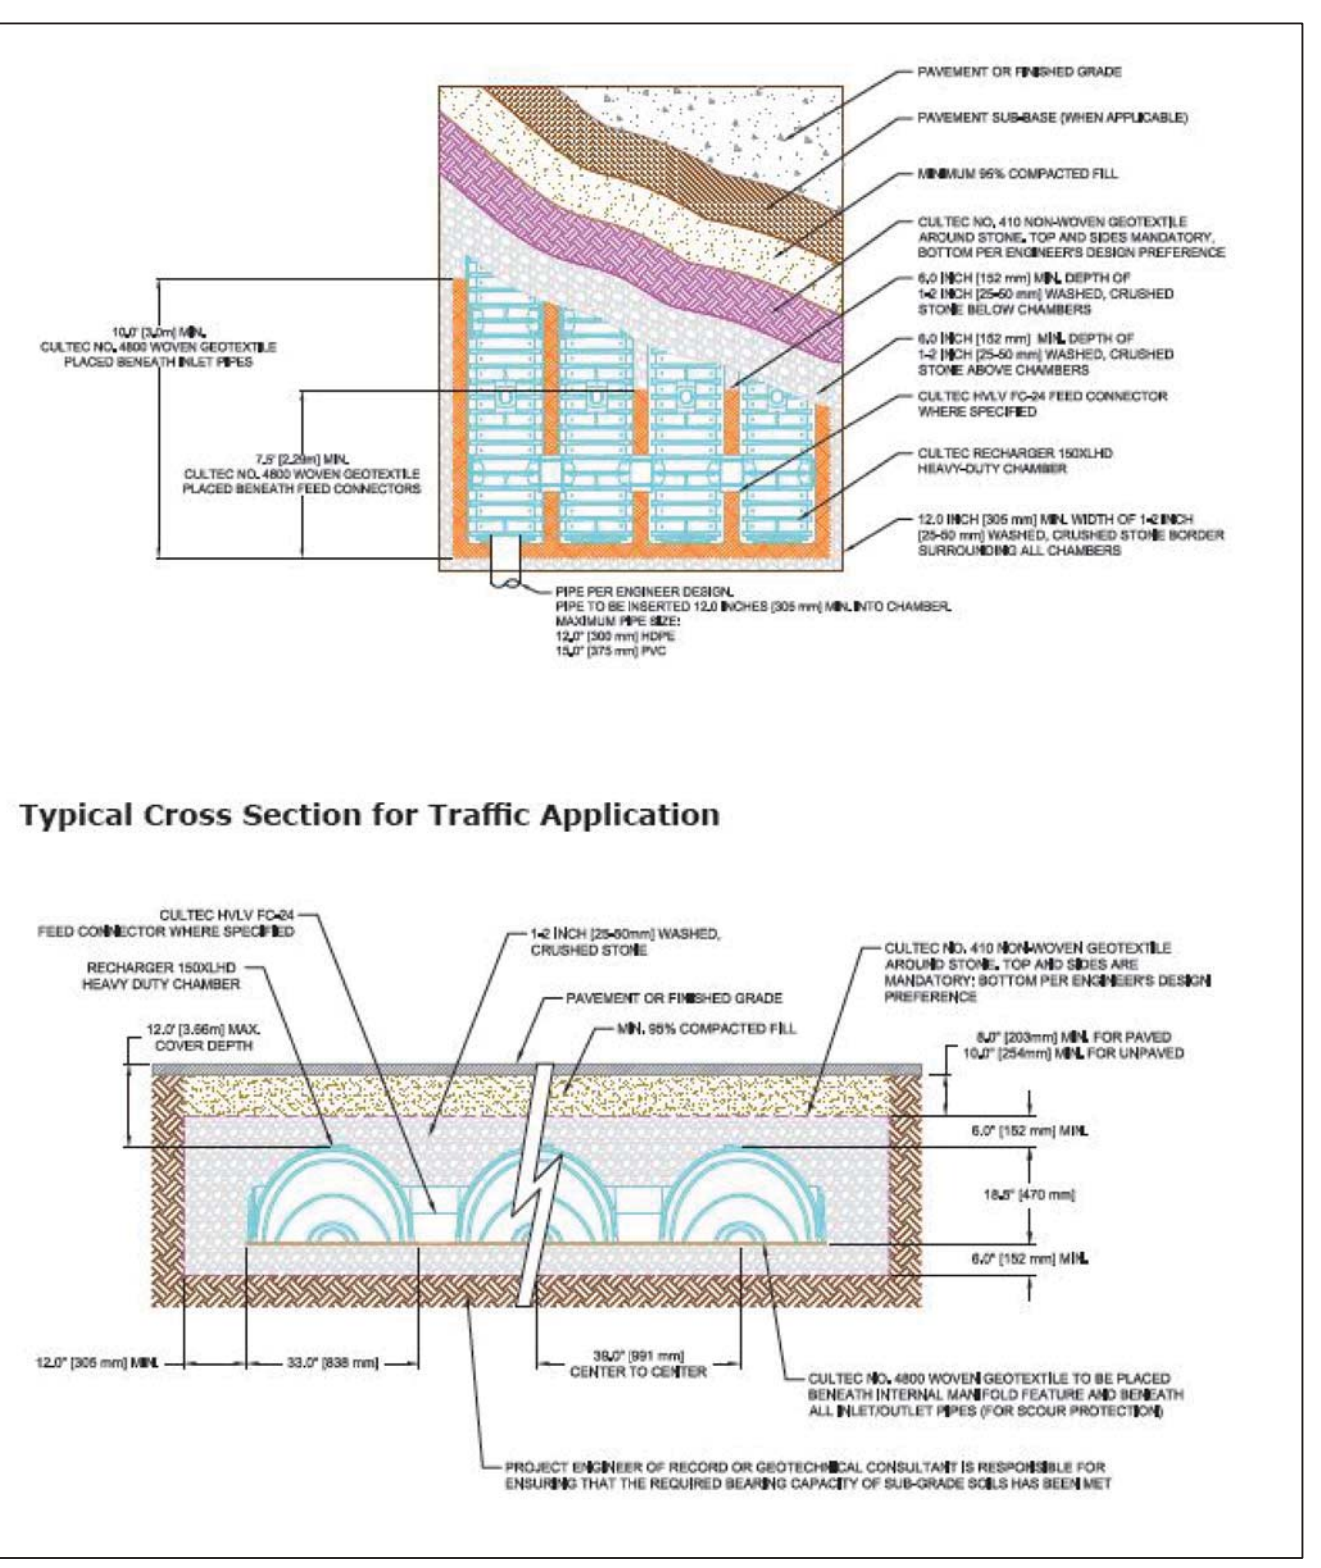 PAVEMENT OR FINISHED GRADE
PAVEMENT SUB-BASE (WHEN APPLICABLE)
MINIMUM 95% COMPACTED FILL
CULTEC NO. 410 NON-WOVEN GEOTEXTILE
AROUND STONE. TOP AND SIDES MANDATORY,
BOTTOM PER ENGINEER'S DESIGN PREFERENCE
6.0 INCH [152 mm] MIN. DEPTH OF
1-2 INCH [25-50 mm] WASHED, CRUSHED
STONE BELOW CHAMBERS
6.0 INCH [152 mm] MIN. DEPTH OF
1-2 INCH [25-50 mm] WASHED, CRUSHED
STONE ABOVE CHAMBERS
CULTEC HVLV FC-24 FEED CONNECTOR
WHERE SPECIFIED
CULTEC RECHARGER 150XLHD
HEAVY-DUTY CHAMBER
12.0 INCH [305 mm] MIN. WIDTH OF 1-2 INCH
[25-50 mm] WASHED, CRUSHED STONE BORDER
SURROUNDING ALL CHAMBERS
10.0' [3.0m] MIN.
CULTEC NO. 4800 WOVEN GEOTEXTILE
PLACED BENEATH INLET PIPES
7.5' [2.29m] MIN.
CULTEC NO. 4800 WOVEN GEOTEXTILE
PLACED BENEATH FEED CONNECTORS
PIPE PER ENGINEER DESIGN.
PIPE TO BE INSERTED 12.0 INCHES [305 mm] MIN. INTO CHAMBER.
MAXIMUM PIPE SIZE:
12.0" [300 mm] HDPE
15.0" [375 mm] PVC
Typical Cross Section for Traffic Application
CULTEC HVLV FC-24
FEED CONNECTOR WHERE SPECIFIED
RECHARGER 150XLHD
HEAVY DUTY CHAMBER
12.0' [3.66m] MAX.
COVER DEPTH
1-2 INCH [25-50mm] WASHED,
CRUSHED STONE
PAVEMENT OR FINISHED GRADE
MIN. 95% COMPACTED FILL
CULTEC NO. 410 NON-WOVEN GEOTEXTILE
AROUND STONE. TOP AND SIDES ARE
MANDATORY; BOTTOM PER ENGINEER'S DESIGN
PREFERENCE
8.0" [203mm] MIN. FOR PAVED
10.0" [254mm] MIN. FOR UNPAVED
6.0" [152 mm] MIN.
18.5" [470 mm]
6.0" [152 mm] MIN.
12.0" [305 mm] MIN.
33.0" [838 mm]
39.0" [991 mm]
CENTER TO CENTER
CULTEC NO. 4800 WOVEN GEOTEXTILE TO BE PLACED
BENEATH INTERNAL MANIFOLD FEATURE AND BENEATH
ALL INLET/OUTLET PIPES (FOR SCOUR PROTECTION)
PROJECT ENGINEER OF RECORD OR GEOTECHNICAL CONSULTANT IS RESPONSIBLE FOR
ENSURING THAT THE REQUIRED BEARING CAPACITY OF SUB-GRADE SOILS HAS BEEN MET